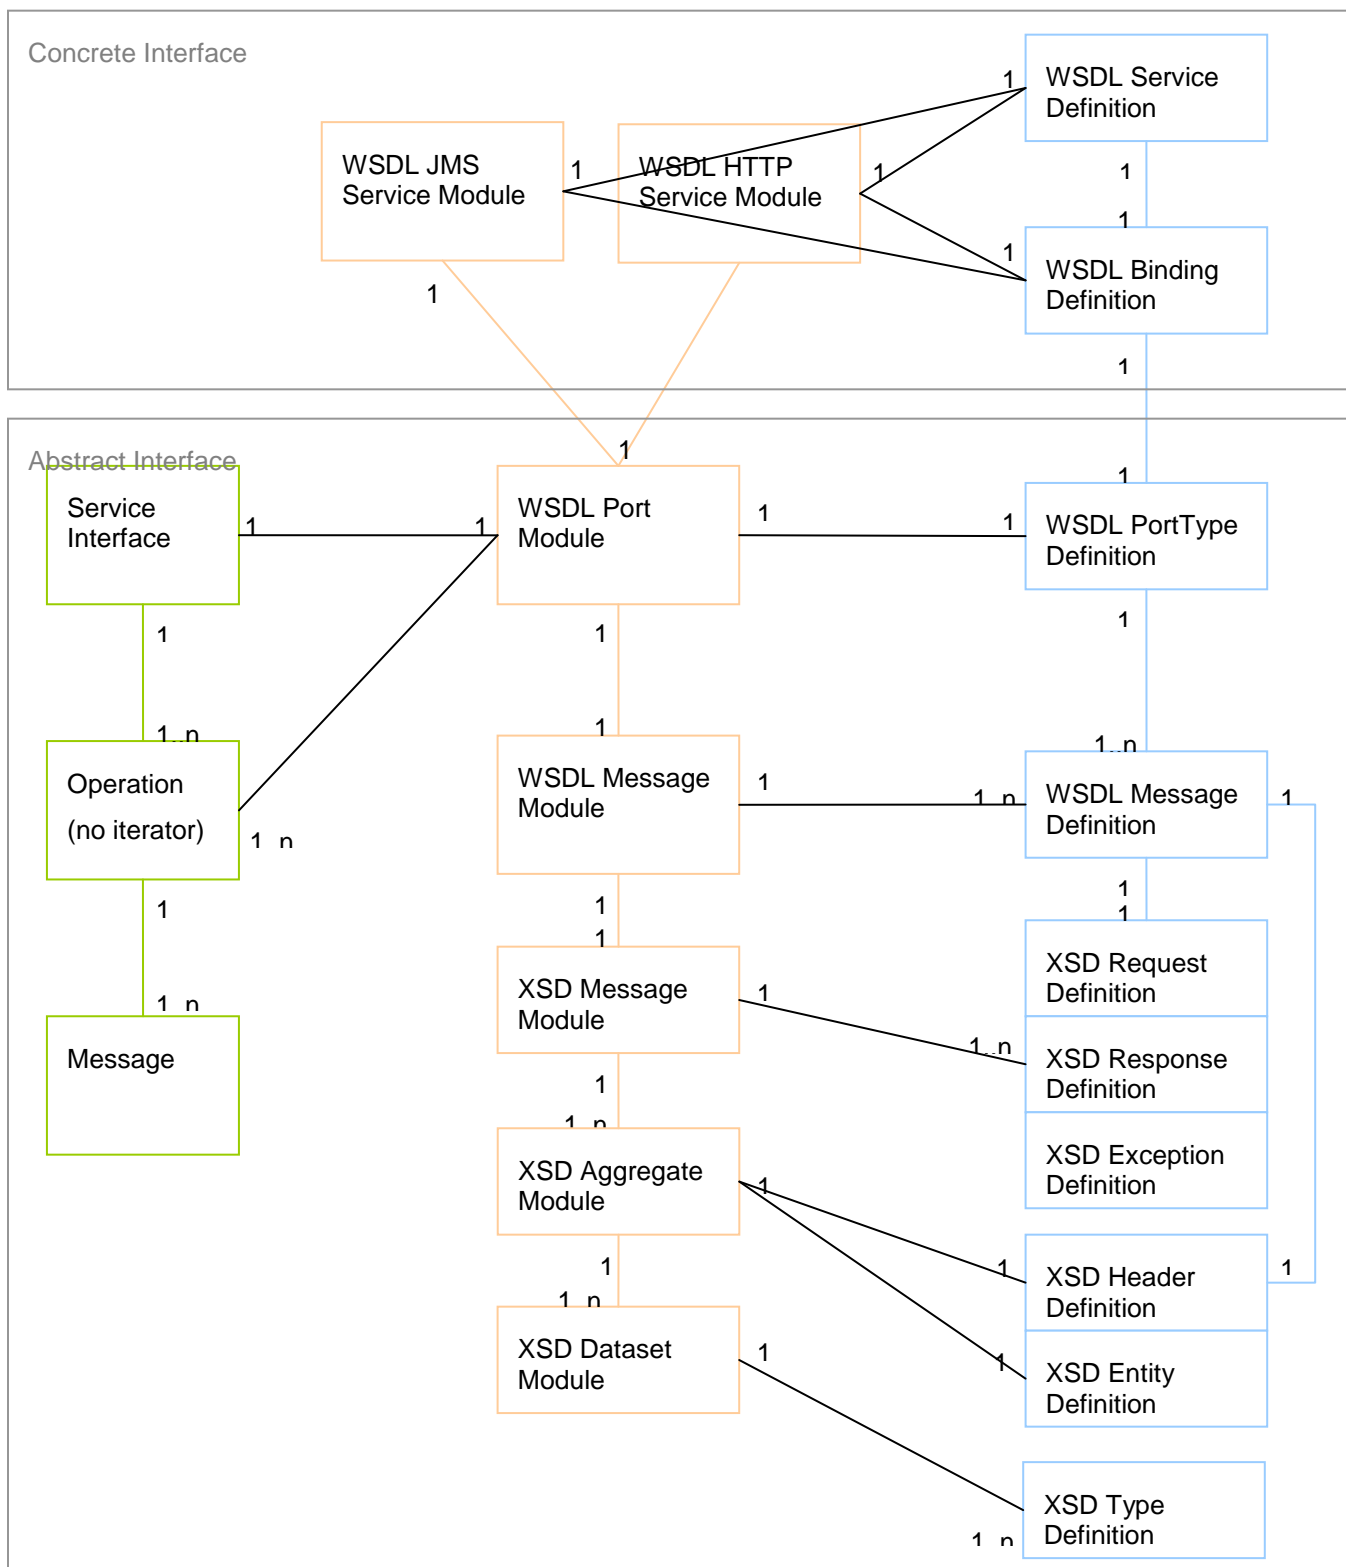 Concrete Interface
WSDL Service
Definition
1
WSDL JMS
Service Module
1
WSDL HTTP
Service Module
1
1
1
1
WSDL Binding
Definition
1
1
1
Abstract Interface
1
1
Service
Interface
1
1
WSDL Port
Module
1
1
WSDL PortType
Definition
1
1
1
1..n
1
1..n
Operation
(no iterator)
1..n
WSDL Message
Module
1
1..n
WSDL Message
Definition
1
1
1
1
1
1
XSD Request
Definition
1..n
Message
XSD Message
Module
1
1..n
XSD Response
Definition
1
1..n
XSD Exception
Definition
XSD Aggregate
Module
1
1
XSD Header
Definition
1
1
1..n
XSD Dataset
Module
1
1
XSD Entity
Definition
XSD Type
Definition
1..n